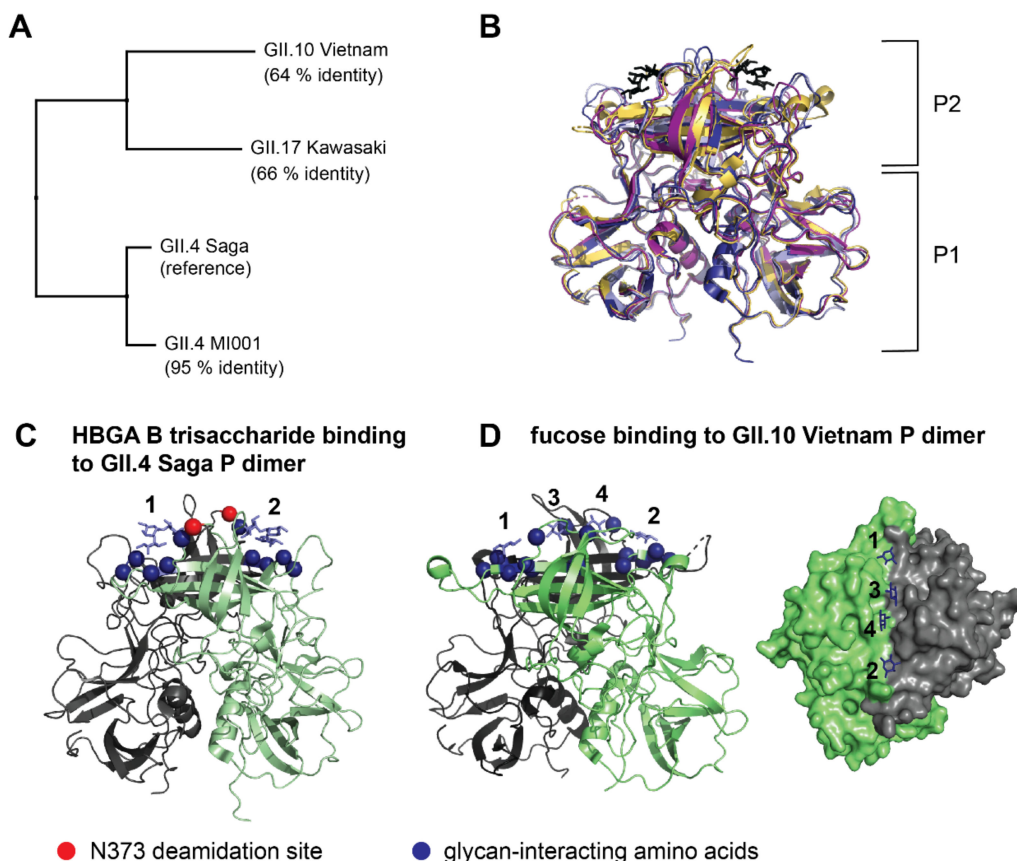 A
GII.10 Vietnam
(64 % identity)
GII.17 Kawasaki
(66 % identity)
GII.4 Saga
(reference)
GII.4 MI001
(95 % identity)
B
P2
P1
C HBGA B trisaccharide binding
to GII.4 Saga P dimer
1
2
D fucose binding to GII.10 Vietnam P dimer
1
3
4
2
1
3
4
2
N373 deamidation site
glycan-interacting amino acids